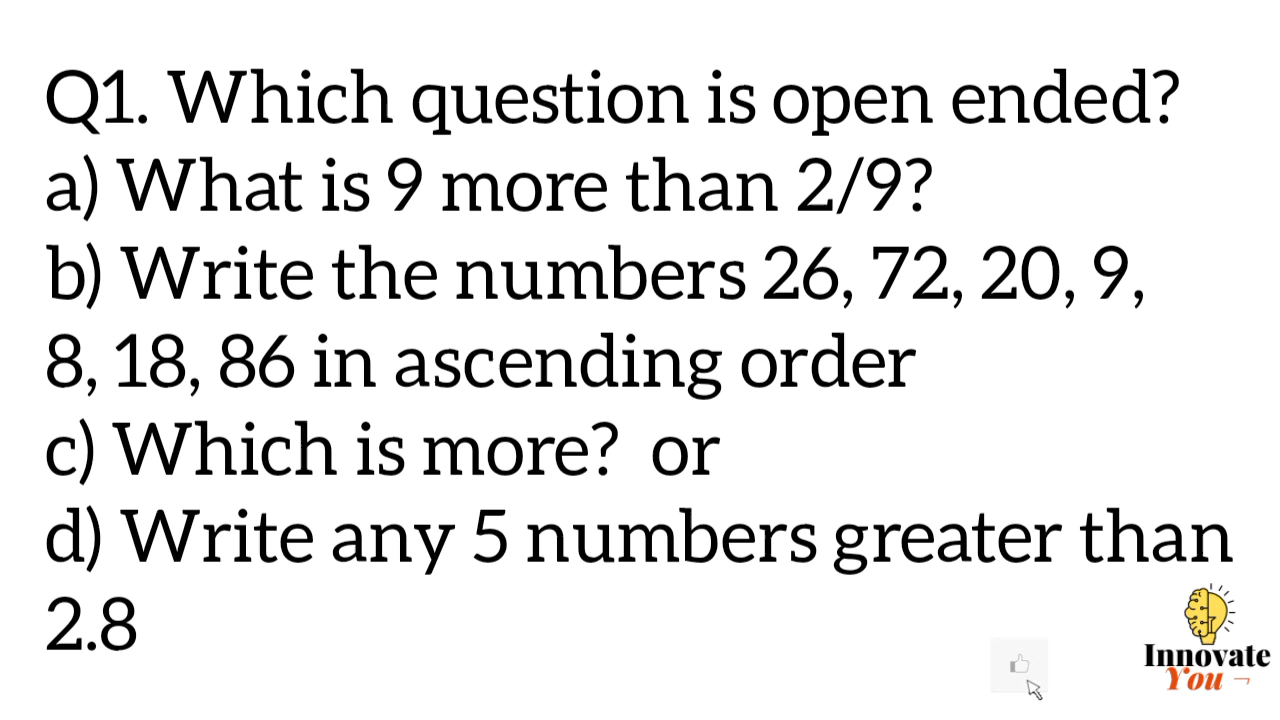 Q1. Which question is open ended?
a) What is 9 more than 2/9?
b) Write the numbers 26, 72, 20, 9,
8, 18, 86 in ascending order
c) Which is more?  or
d) Write any 5 numbers greater than
2.8
Innovate
You